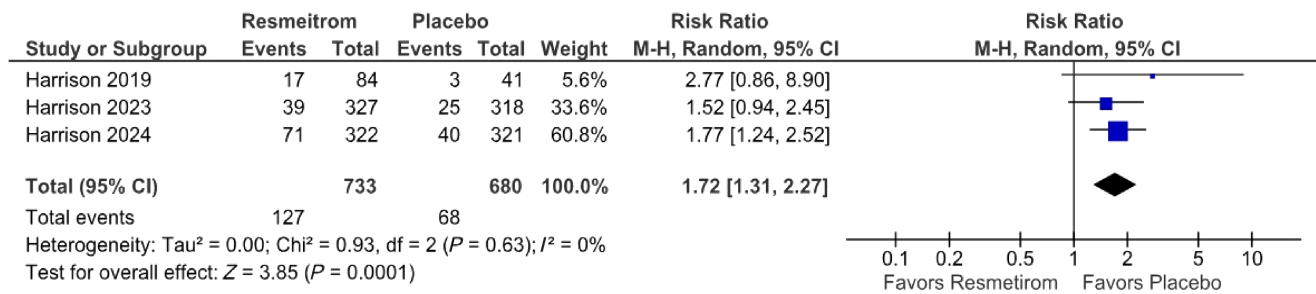 Resmeitrom Placebo Risk Ratio Risk Ratio
Study or Subgroup Events Total Events Total Weight M-H, Random, 95% CI M-H, Random, 95% CI
Harrison 2019 17 84 3 41 5.6% 2.77 [0.86, 8.90]
Harrison 2023 39 327 25 318 33.6% 1.52 [0.94, 2.45]
Harrison 2024 71 322 40 321 60.8% 1.77 [1.24, 2.52]
Total (95% CI) 733 680 100.0% 1.72 [1.31, 2.27]
Total events 127 68
Heterogeneity: Tau² = 0.00; Chi² = 0.93, df = 2 (P = 0.63); I² = 0%
Test for overall effect: Z = 3.85 (P = 0.0001)
0.1 0.2 0.5 1 2 5 10
Favors Resmetirom Favors Placebo